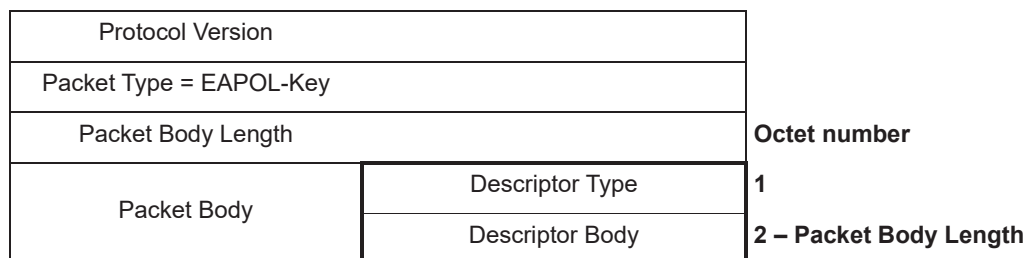 Protocol Version
Packet Type = EAPOL-Key
Packet Body Length
Octet number
Packet Body
Descriptor Type
1
Descriptor Body
2 – Packet Body Length